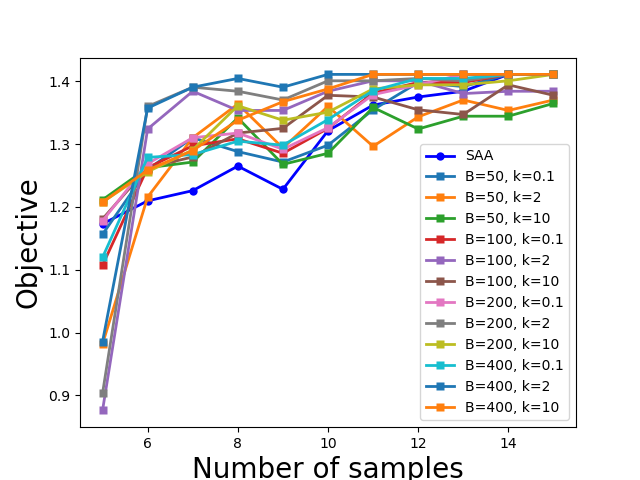 1.4
1.3
1.2
1.1
1.0
0.9
Objective
6 8 10 12 14
Number of samples
SAA
B=50, k=0.1
B=50, k=2
B=50, k=10
B=100, k=0.1
B=100, k=2
B=100, k=10
B=200, k=0.1
B=200, k=2
B=200, k=10
B=400, k=0.1
B=400, k=2
B=400, k=10